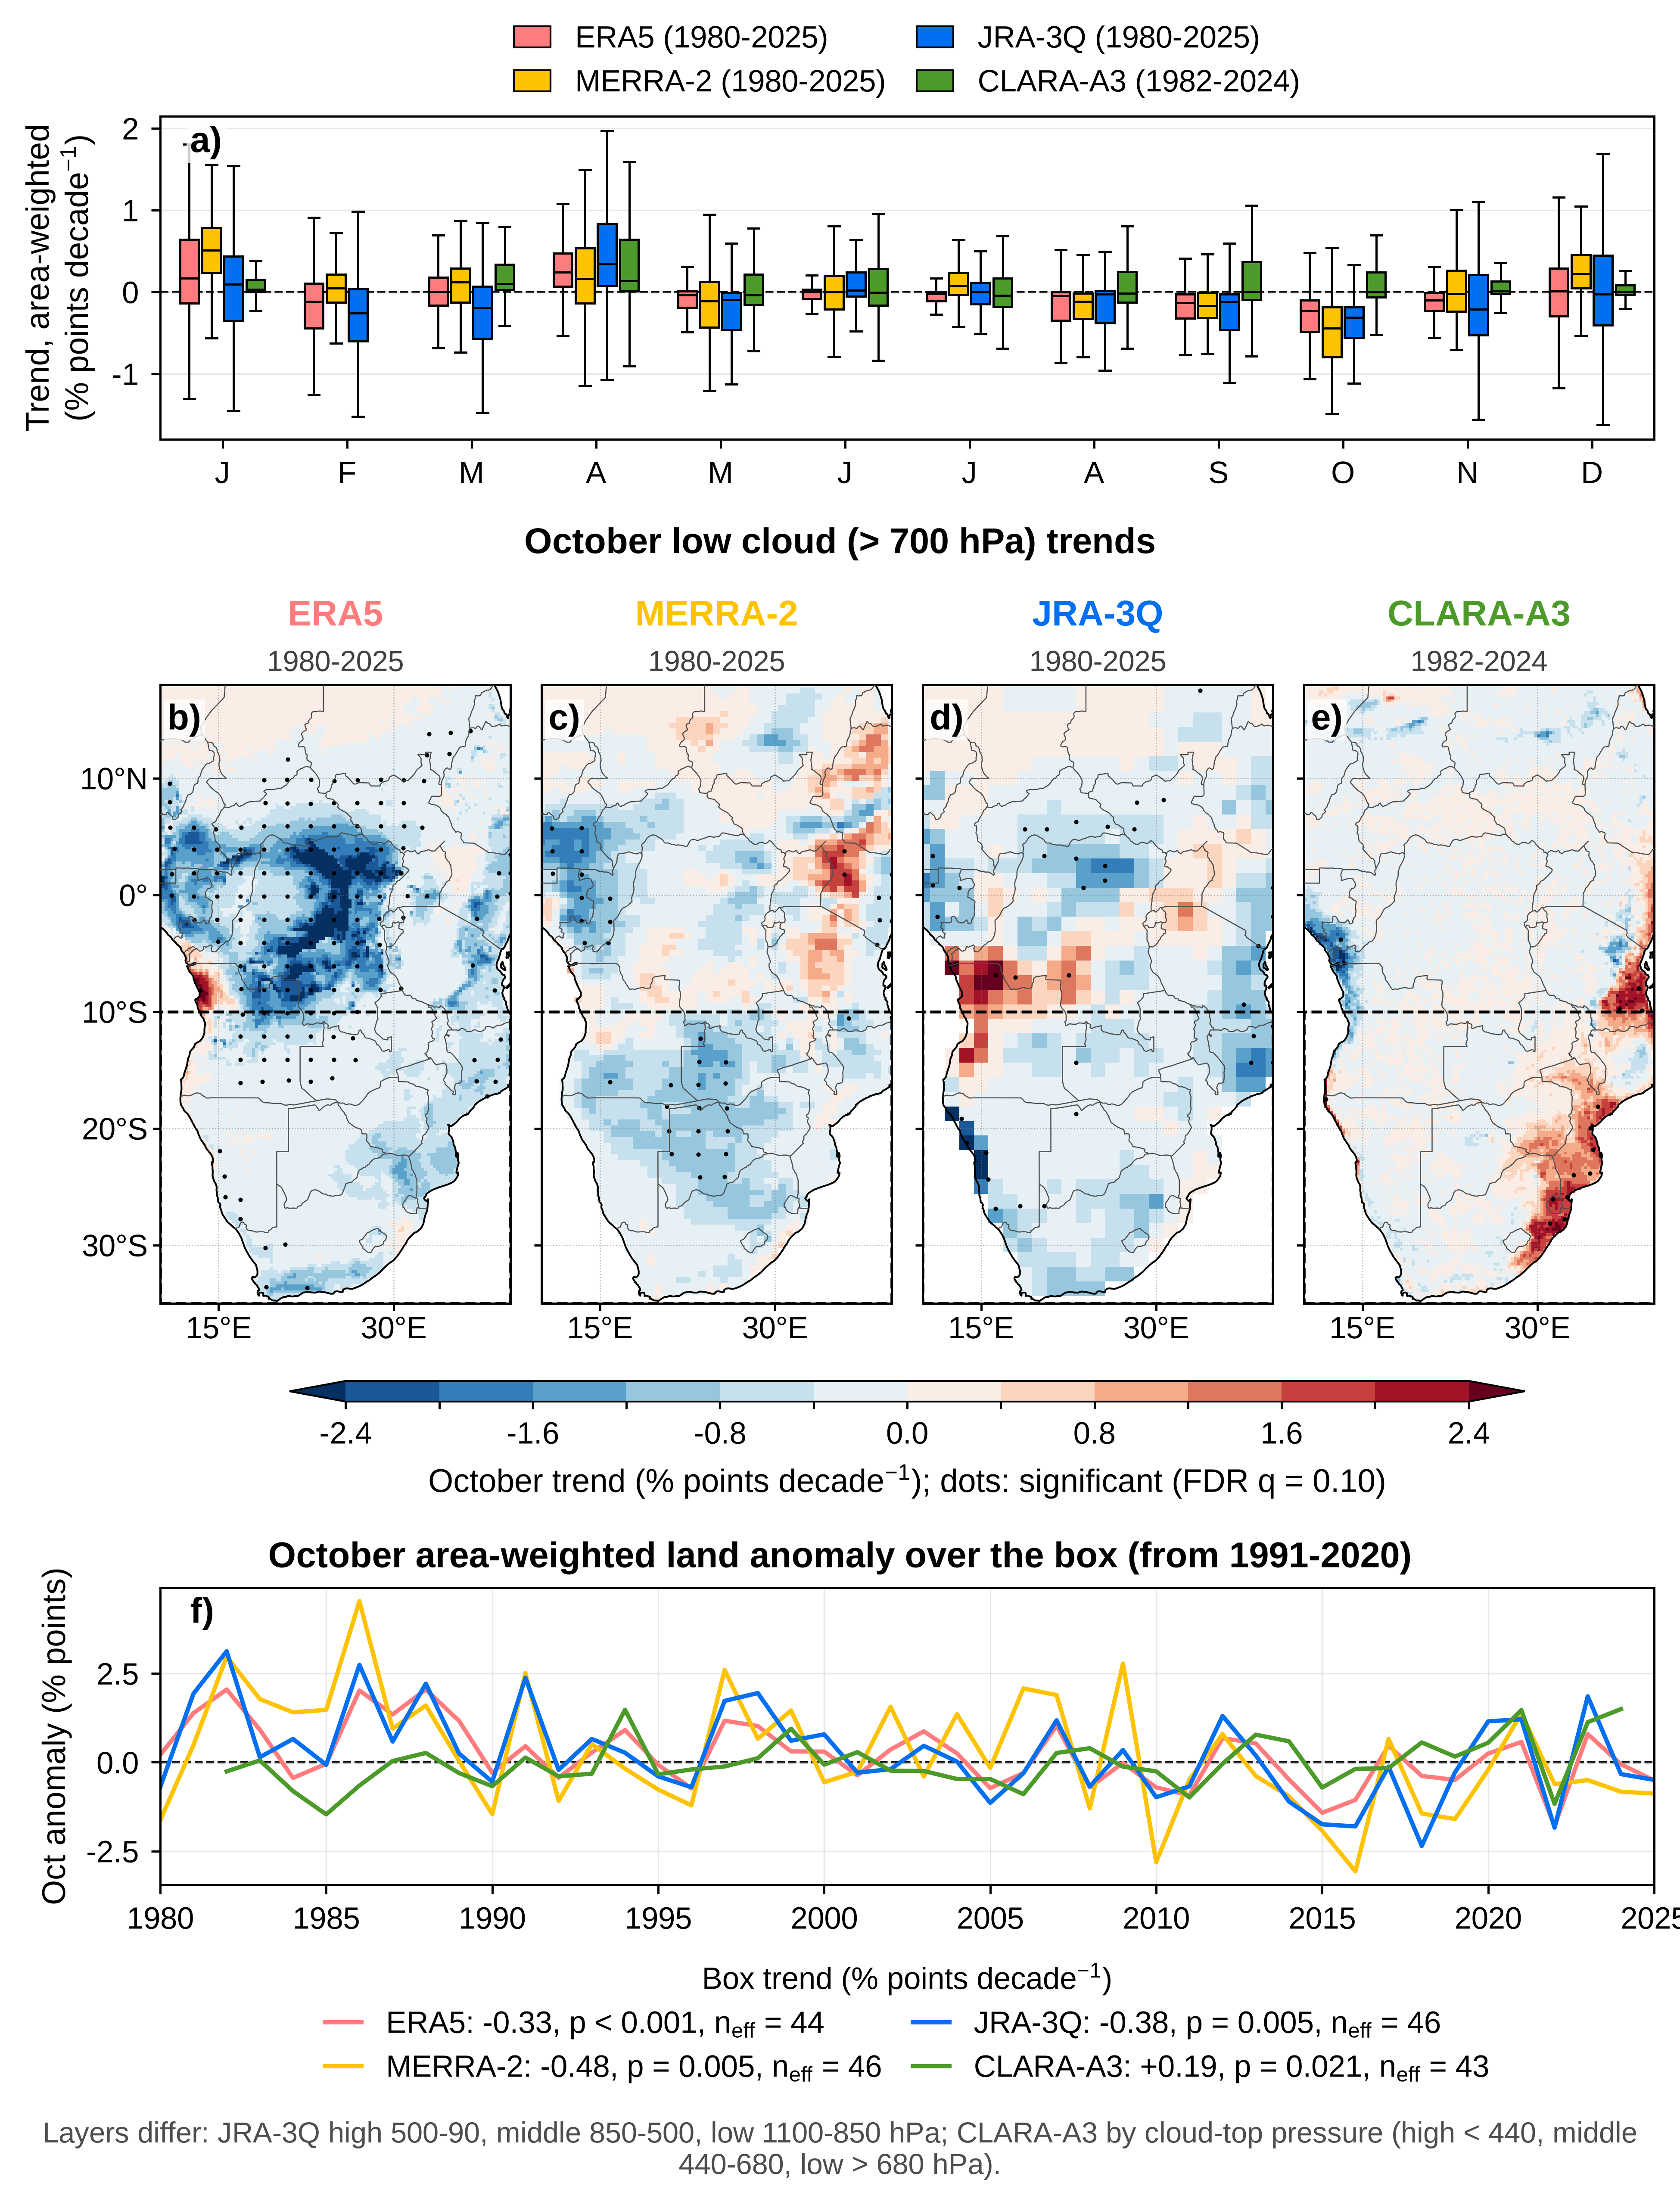 ERA5 (1980-2025)
JRA-3Q (1980-2025)
MERRA-2 (1980-2025)
CLARA-A3 (1982-2024)
Trend, area-weighted
(% points decade⁻¹)
a)
2
1
0
-1
J F M A M J J A S O N D
October low cloud (> 700 hPa) trends
ERA5 MERRA-2 JRA-3Q CLARA-A3
1980-2025 1980-2025 1980-2025 1982-2024
b) c) d) e)
10°N
0°
10°S
20°S
30°S
15°E 30°E 15°E 30°E 15°E 30°E 15°E 30°E
-2.4 -1.6 -0.8 0.0 0.8 1.6 2.4
October trend (% points decade⁻¹); dots: significant (FDR q = 0.10)
October area-weighted land anomaly over the box (from 1991-2020)
Oct anomaly (% points)
f)
2.5
0.0
-2.5
1980 1985 1990 1995 2000 2005 2010 2015 2020 2025
Box trend (% points decade⁻¹)
ERA5: -0.33, p < 0.001, neff = 44
JRA-3Q: -0.38, p = 0.005, neff = 46
MERRA-2: -0.48, p = 0.005, neff = 46
CLARA-A3: +0.19, p = 0.021, neff = 43
Layers differ: JRA-3Q high 500-90, middle 850-500, low 1100-850 hPa; CLARA-A3 by cloud-top pressure (high < 440, middle
440-680, low > 680 hPa).